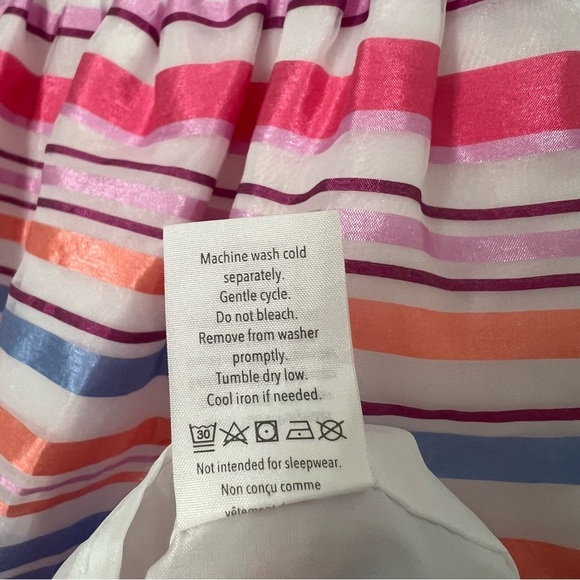 Machine wash cold
separately.
Gentle cycle.
Do not bleach.
Remove from washer
promptly.
Tumble dry low.
Cool iron if needed.
30
Not intended for sleepwear.
Non conçu comme
vêtement